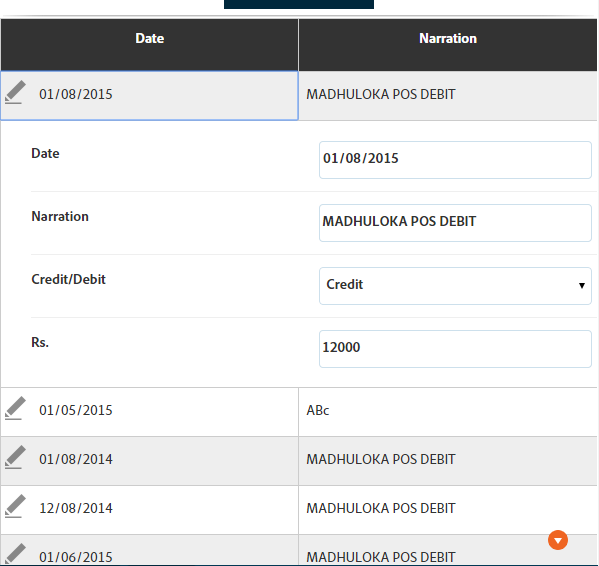 Date Narration
01/08/2015 MADHULOKA POS DEBIT
Date 01/08/2015
Narration MADHULOKA POS DEBIT
Credit/Debit Credit
Rs. 12000
01/05/2015 ABc
01/08/2014 MADHULOKA POS DEBIT
12/08/2014 MADHULOKA POS DEBIT
01/06/2015 MADHULOKA POS DEBIT